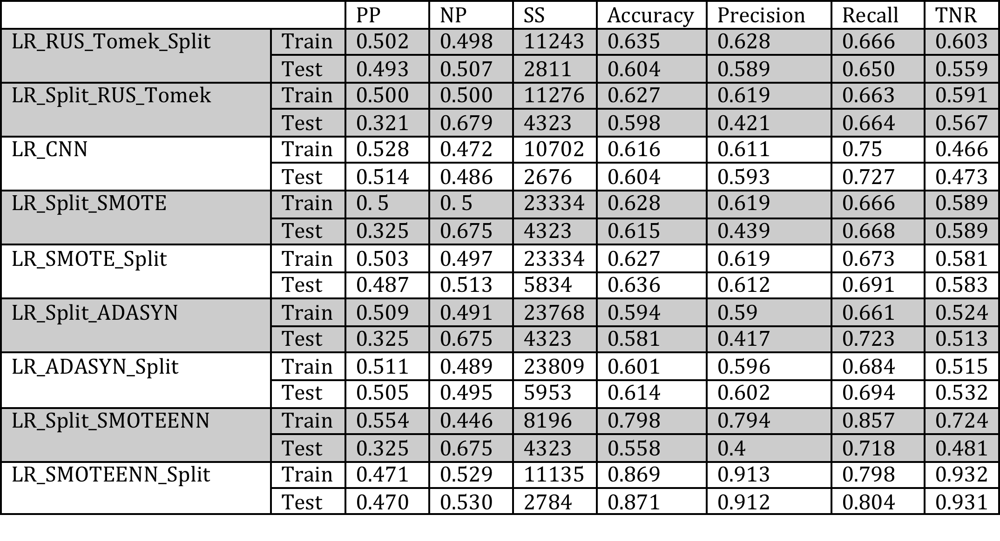 PP NP SS Accuracy Precision Recall TNR
LR_RUS_Tomek_Split Train 0.502 0.498 11243 0.635 0.628 0.666 0.603
Test 0.493 0.507 2811 0.604 0.589 0.650 0.559
LR_Split_RUS_Tomek Train 0.500 0.500 11276 0.627 0.619 0.663 0.591
Test 0.321 0.679 4323 0.598 0.421 0.664 0.567
LR_CNN Train 0.528 0.472 10702 0.616 0.611 0.75 0.466
Test 0.514 0.486 2676 0.604 0.593 0.727 0.473
LR_Split_SMOTE Train 0. 5 0. 5 23334 0.628 0.619 0.666 0.589
Test 0.325 0.675 4323 0.615 0.439 0.668 0.589
LR_SMOTE_Split Train 0.503 0.497 23334 0.627 0.619 0.673 0.581
Test 0.487 0.513 5834 0.636 0.612 0.691 0.583
LR_Split_ADASYN Train 0.509 0.491 23768 0.594 0.59 0.661 0.524
Test 0.325 0.675 4323 0.581 0.417 0.723 0.513
LR_ADASYN_Split Train 0.511 0.489 23809 0.601 0.596 0.684 0.515
Test 0.505 0.495 5953 0.614 0.602 0.694 0.532
LR_Split_SMOTEENN Train 0.554 0.446 8196 0.798 0.794 0.857 0.724
Test 0.325 0.675 4323 0.558 0.4 0.718 0.481
LR_SMOTEENN_Split Train 0.471 0.529 11135 0.869 0.913 0.798 0.932
Test 0.470 0.530 2784 0.871 0.912 0.804 0.931